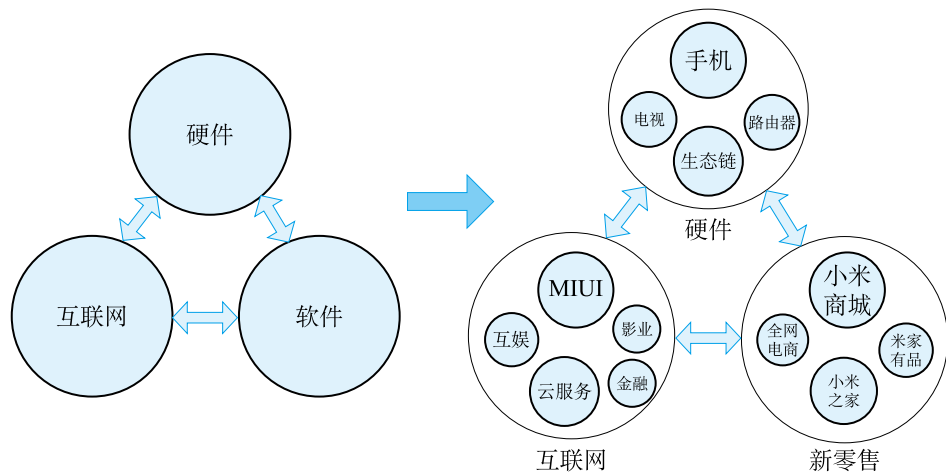 硬件
互联网
软件
手机
电视
路由器
生态链
硬件
MIUI
互娱
影业
云服务
金融
互联网
小米
商城
全网
电商
米家
有品
小米
之家
新零售